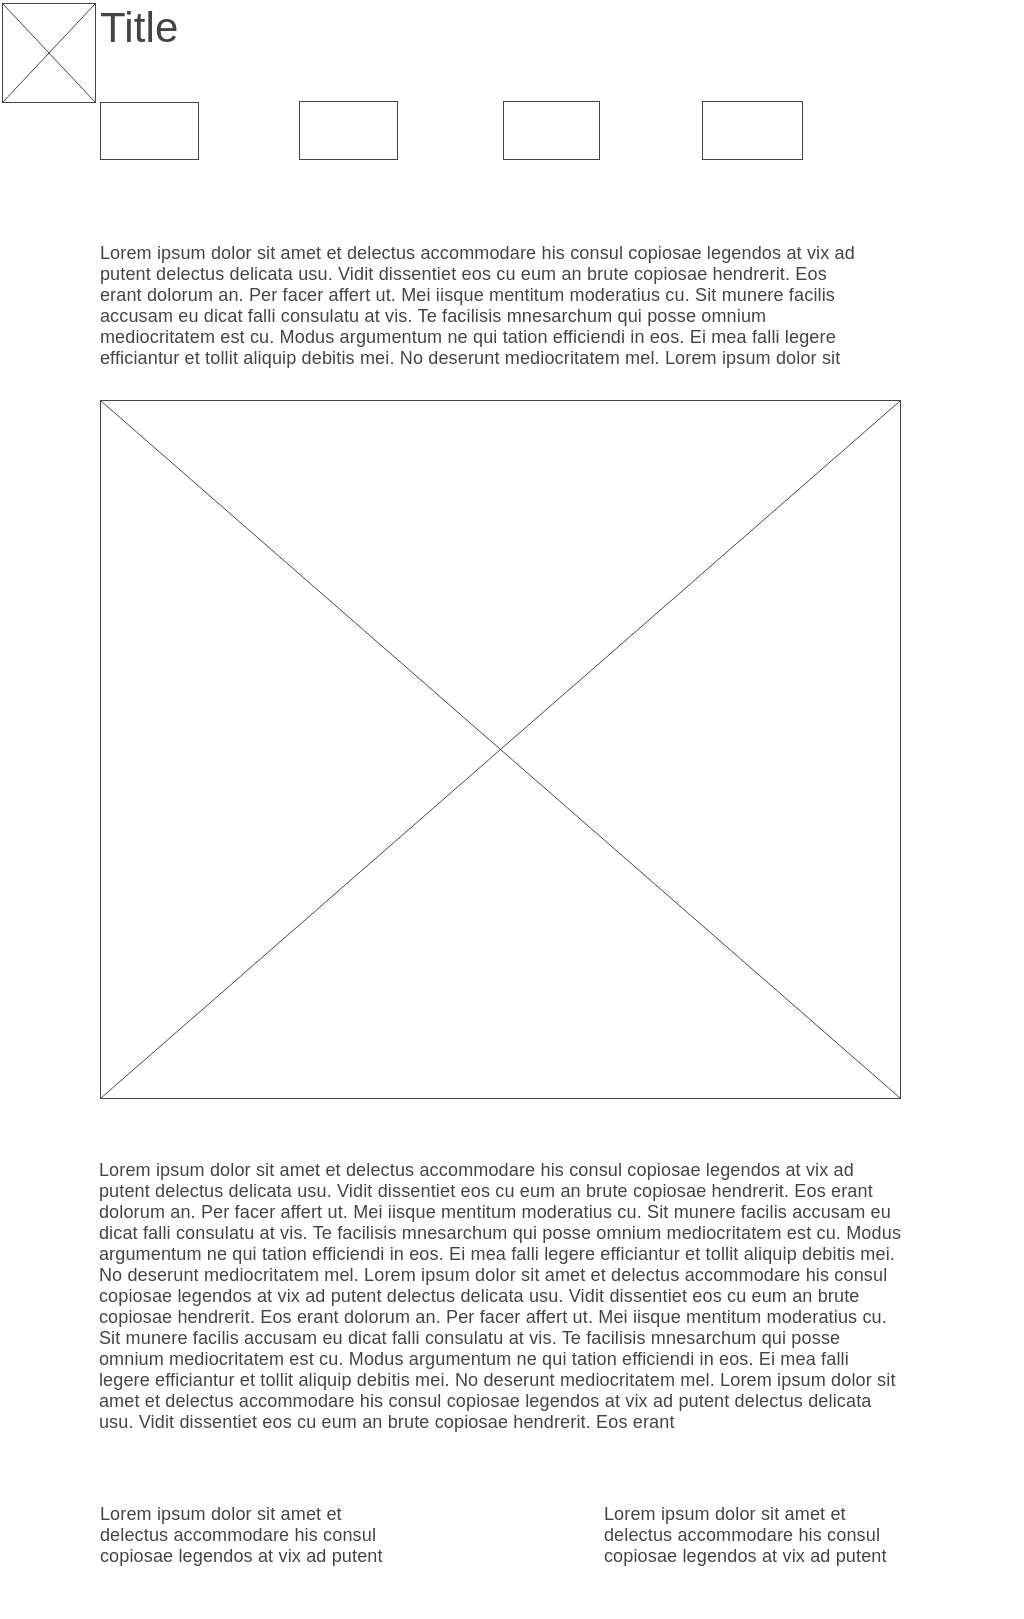 Title
Lorem ipsum dolor sit amet et delectus accommodare his consul copiosae legendos at vix ad
putent delectus delicata usu. Vidit dissentiet eos cu eum an brute copiosae hendrerit. Eos
erant dolorum an. Per facer affert ut. Mei iisque mentitum moderatius cu. Sit munere facilis
accusam eu dicat falli consulatu at vis. Te facilisis mnesarchum qui posse omnium
mediocritatem est cu. Modus argumentum ne qui tation efficiendi in eos. Ei mea falli legere
efficiantur et tollit aliquip debitis mei. No deserunt mediocritatem mel. Lorem ipsum dolor sit
Lorem ipsum dolor sit amet et delectus accommodare his consul copiosae legendos at vix ad
putent delectus delicata usu. Vidit dissentiet eos cu eum an brute copiosae hendrerit. Eos erant
dolorum an. Per facer affert ut. Mei iisque mentitum moderatius cu. Sit munere facilis accusam eu
dicat falli consulatu at vis. Te facilisis mnesarchum qui posse omnium mediocritatem est cu. Modus
argumentum ne qui tation efficiendi in eos. Ei mea falli legere efficiantur et tollit aliquip debitis mei.
No deserunt mediocritatem mel. Lorem ipsum dolor sit amet et delectus accommodare his consul
copiosae legendos at vix ad putent delectus delicata usu. Vidit dissentiet eos cu eum an brute
copiosae hendrerit. Eos erant dolorum an. Per facer affert ut. Mei iisque mentitum moderatius cu.
Sit munere facilis accusam eu dicat falli consulatu at vis. Te facilisis mnesarchum qui posse
omnium mediocritatem est cu. Modus argumentum ne qui tation efficiendi in eos. Ei mea falli
legere efficiantur et tollit aliquip debitis mei. No deserunt mediocritatem mel. Lorem ipsum dolor sit
amet et delectus accommodare his consul copiosae legendos at vix ad putent delectus delicata
usu. Vidit dissentiet eos cu eum an brute copiosae hendrerit. Eos erant
Lorem ipsum dolor sit amet et
delectus accommodare his consul
copiosae legendos at vix ad putent
Lorem ipsum dolor sit amet et
delectus accommodare his consul
copiosae legendos at vix ad putent